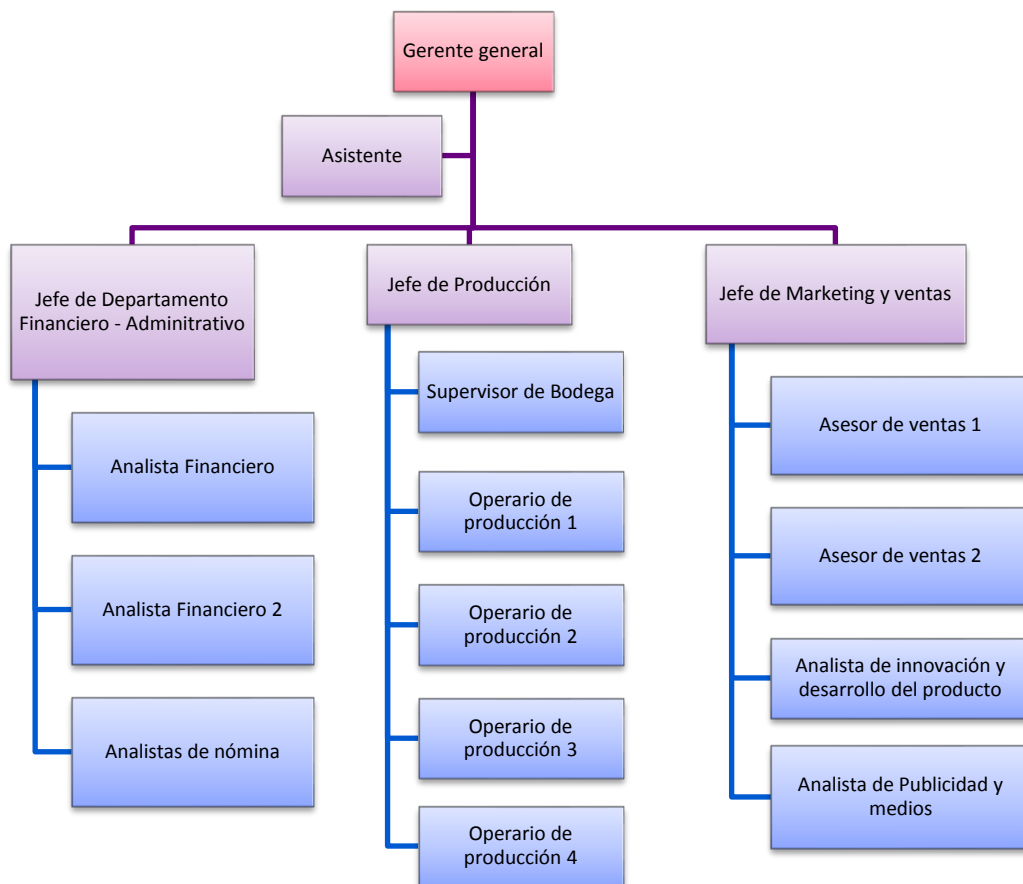 Gerente general
Asistente
Jefe de Departamento
Financiero - Adminitrativo
Analista Financiero
Analista Financiero 2
Analistas de nómina
Jefe de Producción
Supervisor de Bodega
Operario de
producción 1
Operario de
producción 2
Operario de
producción 3
Operario de
producción 4
Jefe de Marketing y ventas
Asesor de ventas 1
Asesor de ventas 2
Analista de innovación y
desarrollo del producto
Analista de Publicidad y
medios